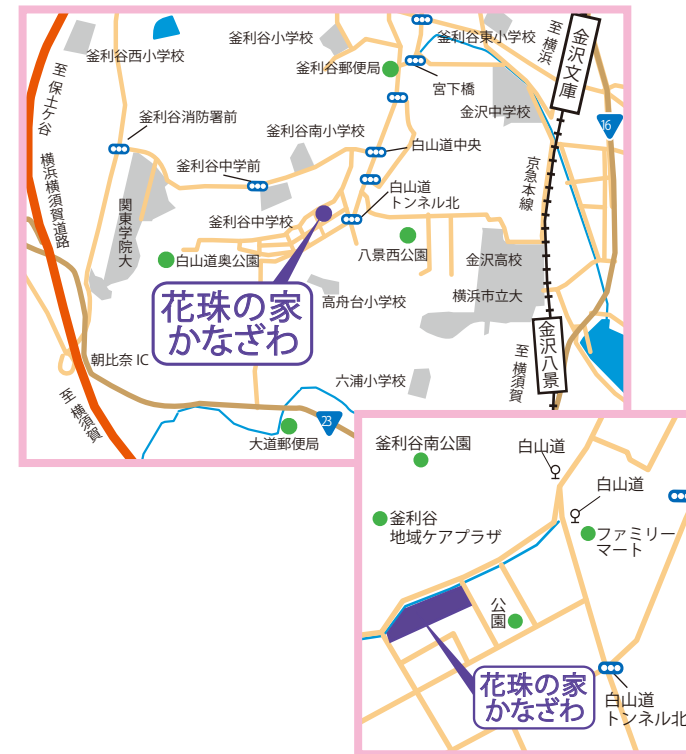 釜利谷小学校
釜利谷東小学校
至 横浜
金沢文庫
釜利谷西小学校
至 保土ケ谷
釜利谷郵便局
宮下橋
金沢中学校
16
釜利谷消防署前
釜利谷南小学校
白山道中央
横浜横須賀道路
釜利谷中学前
京急本線
関東学院大
白山道
トンネル北
釜利谷中学校
白山道奥公園
八景西公園
金沢高校
花珠の家
かなざわ
高舟台小学校
横浜市立大
金沢八景
朝比奈 IC
至 横須賀
六浦小学校
至 横須賀
23
大道郵便局
釜利谷南公園
白山道
白山道
釜利谷
地域ケアプラザ
ファミリー
マート
公園
花珠の家
かなざわ
白山道
トンネル北